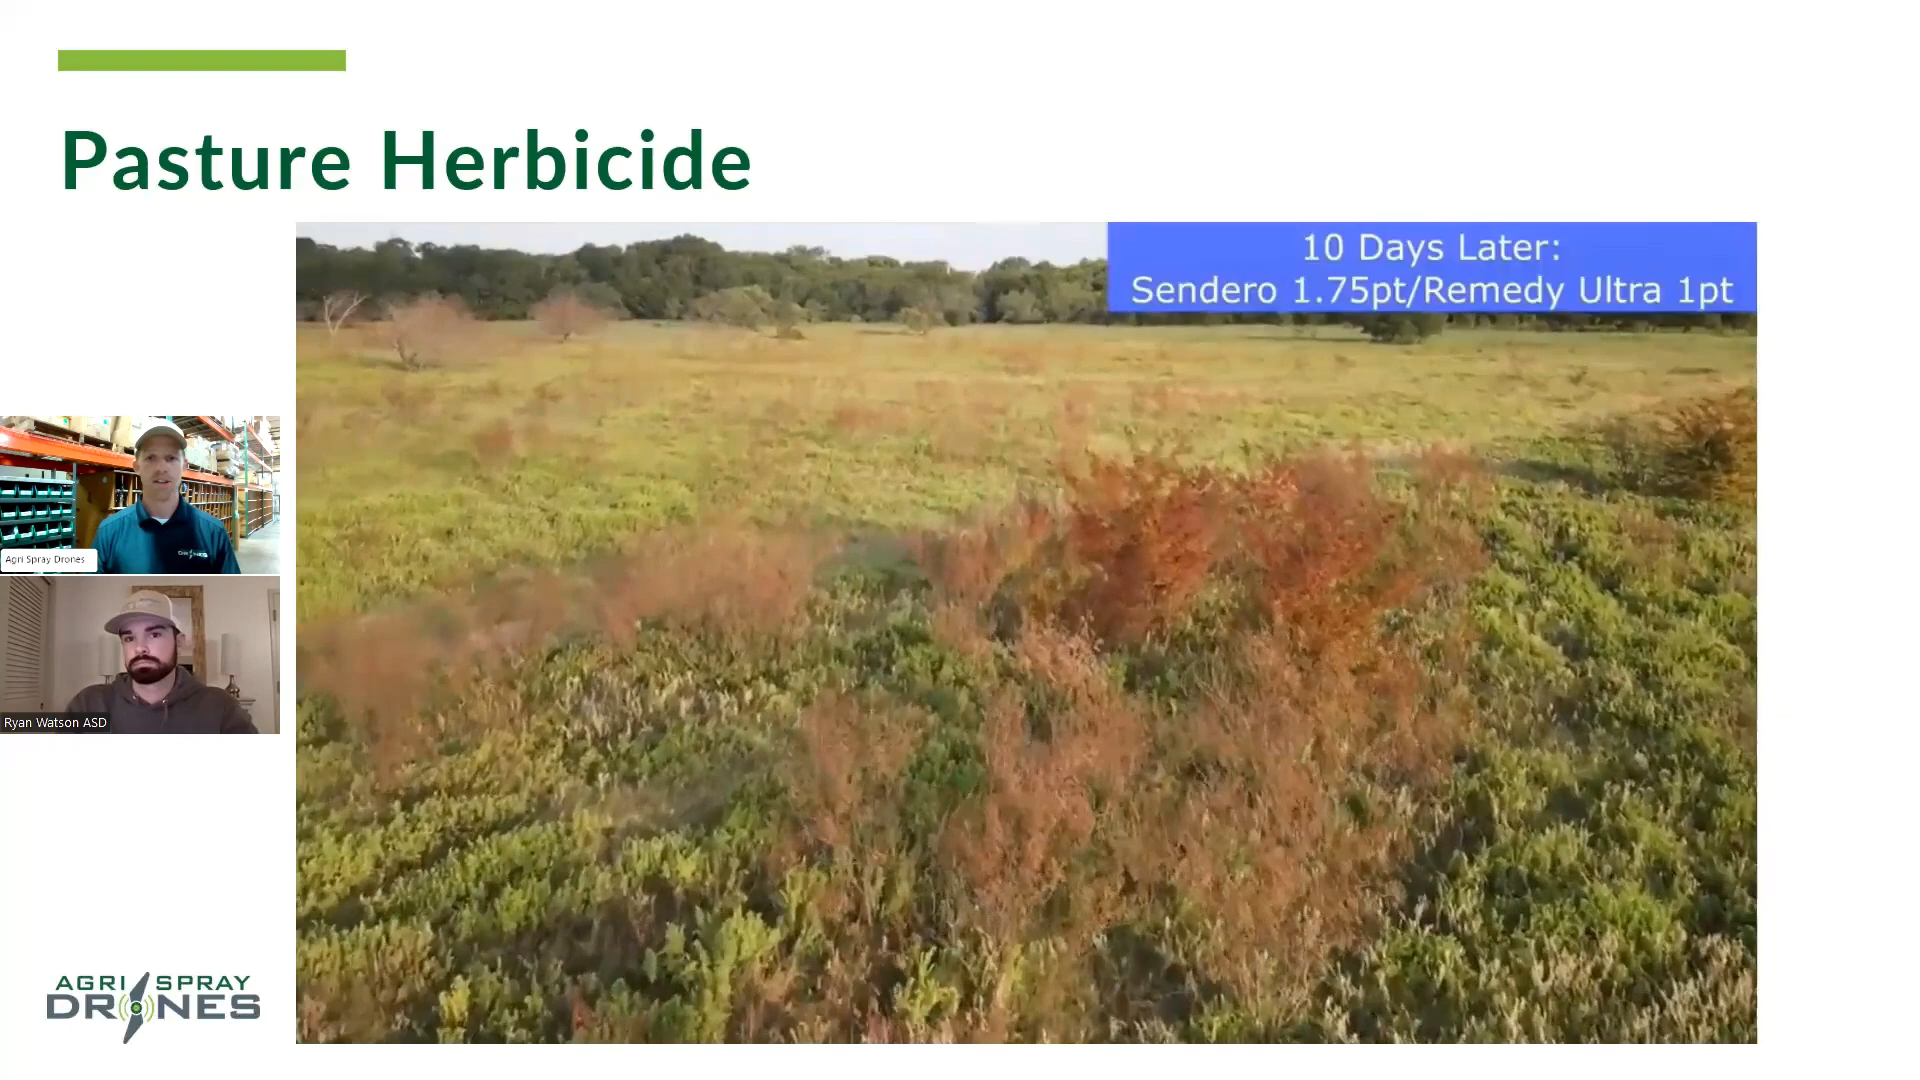 Pasture Herbicide
10 Days Later:
Sendero 1.75pt/Remedy Ultra 1pt
DRONES
Agri Spray Drones
Ryan Watson ASD
AGRI SPRAY
DRONES